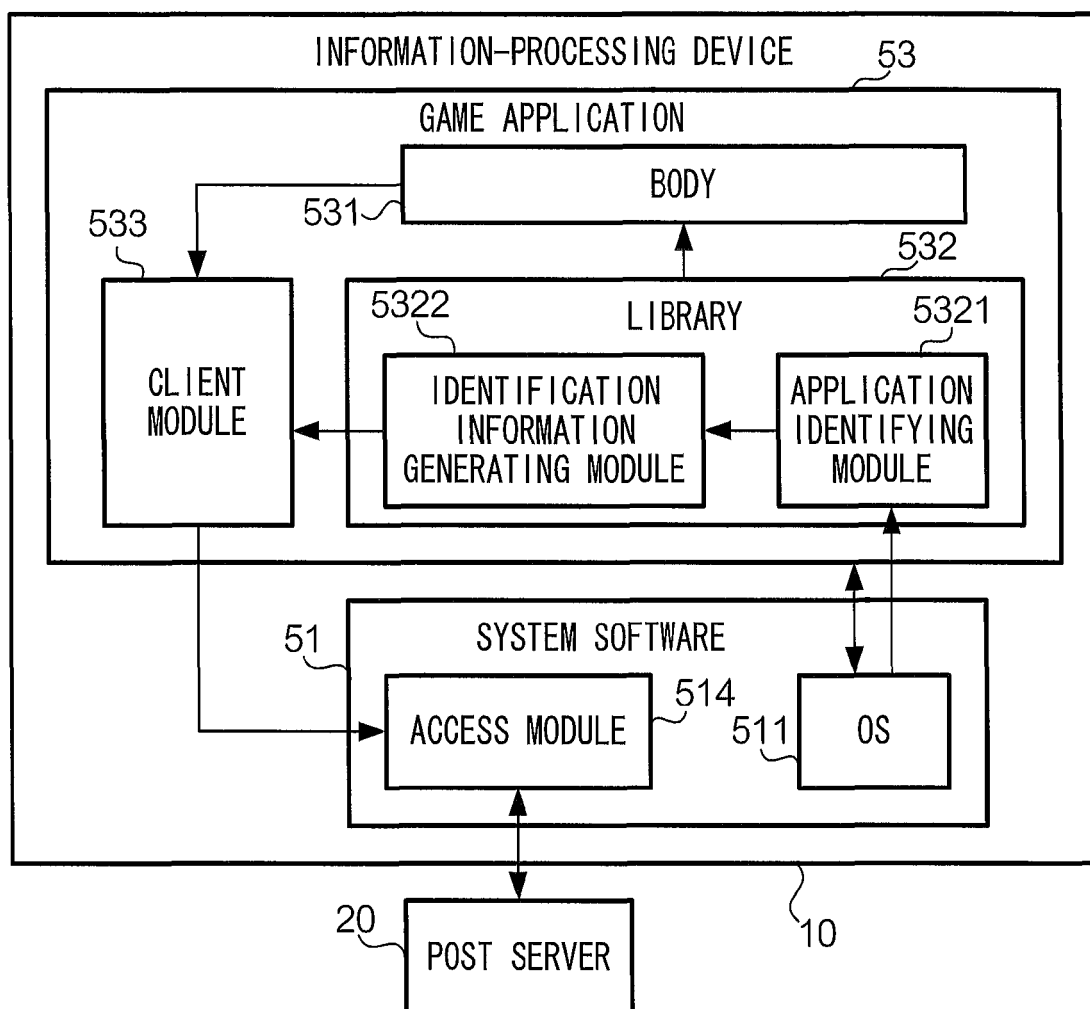 INFORMATION-PROCESSING DEVICE
53
GAME APPLICATION
BODY
531
533
532
LIBRARY
5322
5321
CLIENT
MODULE
IDENTIFICATION
INFORMATION
GENERATING MODULE
APPLICATION
IDENTIFYING
MODULE
SYSTEM SOFTWARE
51
ACCESS MODULE
514
511
OS
20
POST SERVER
10